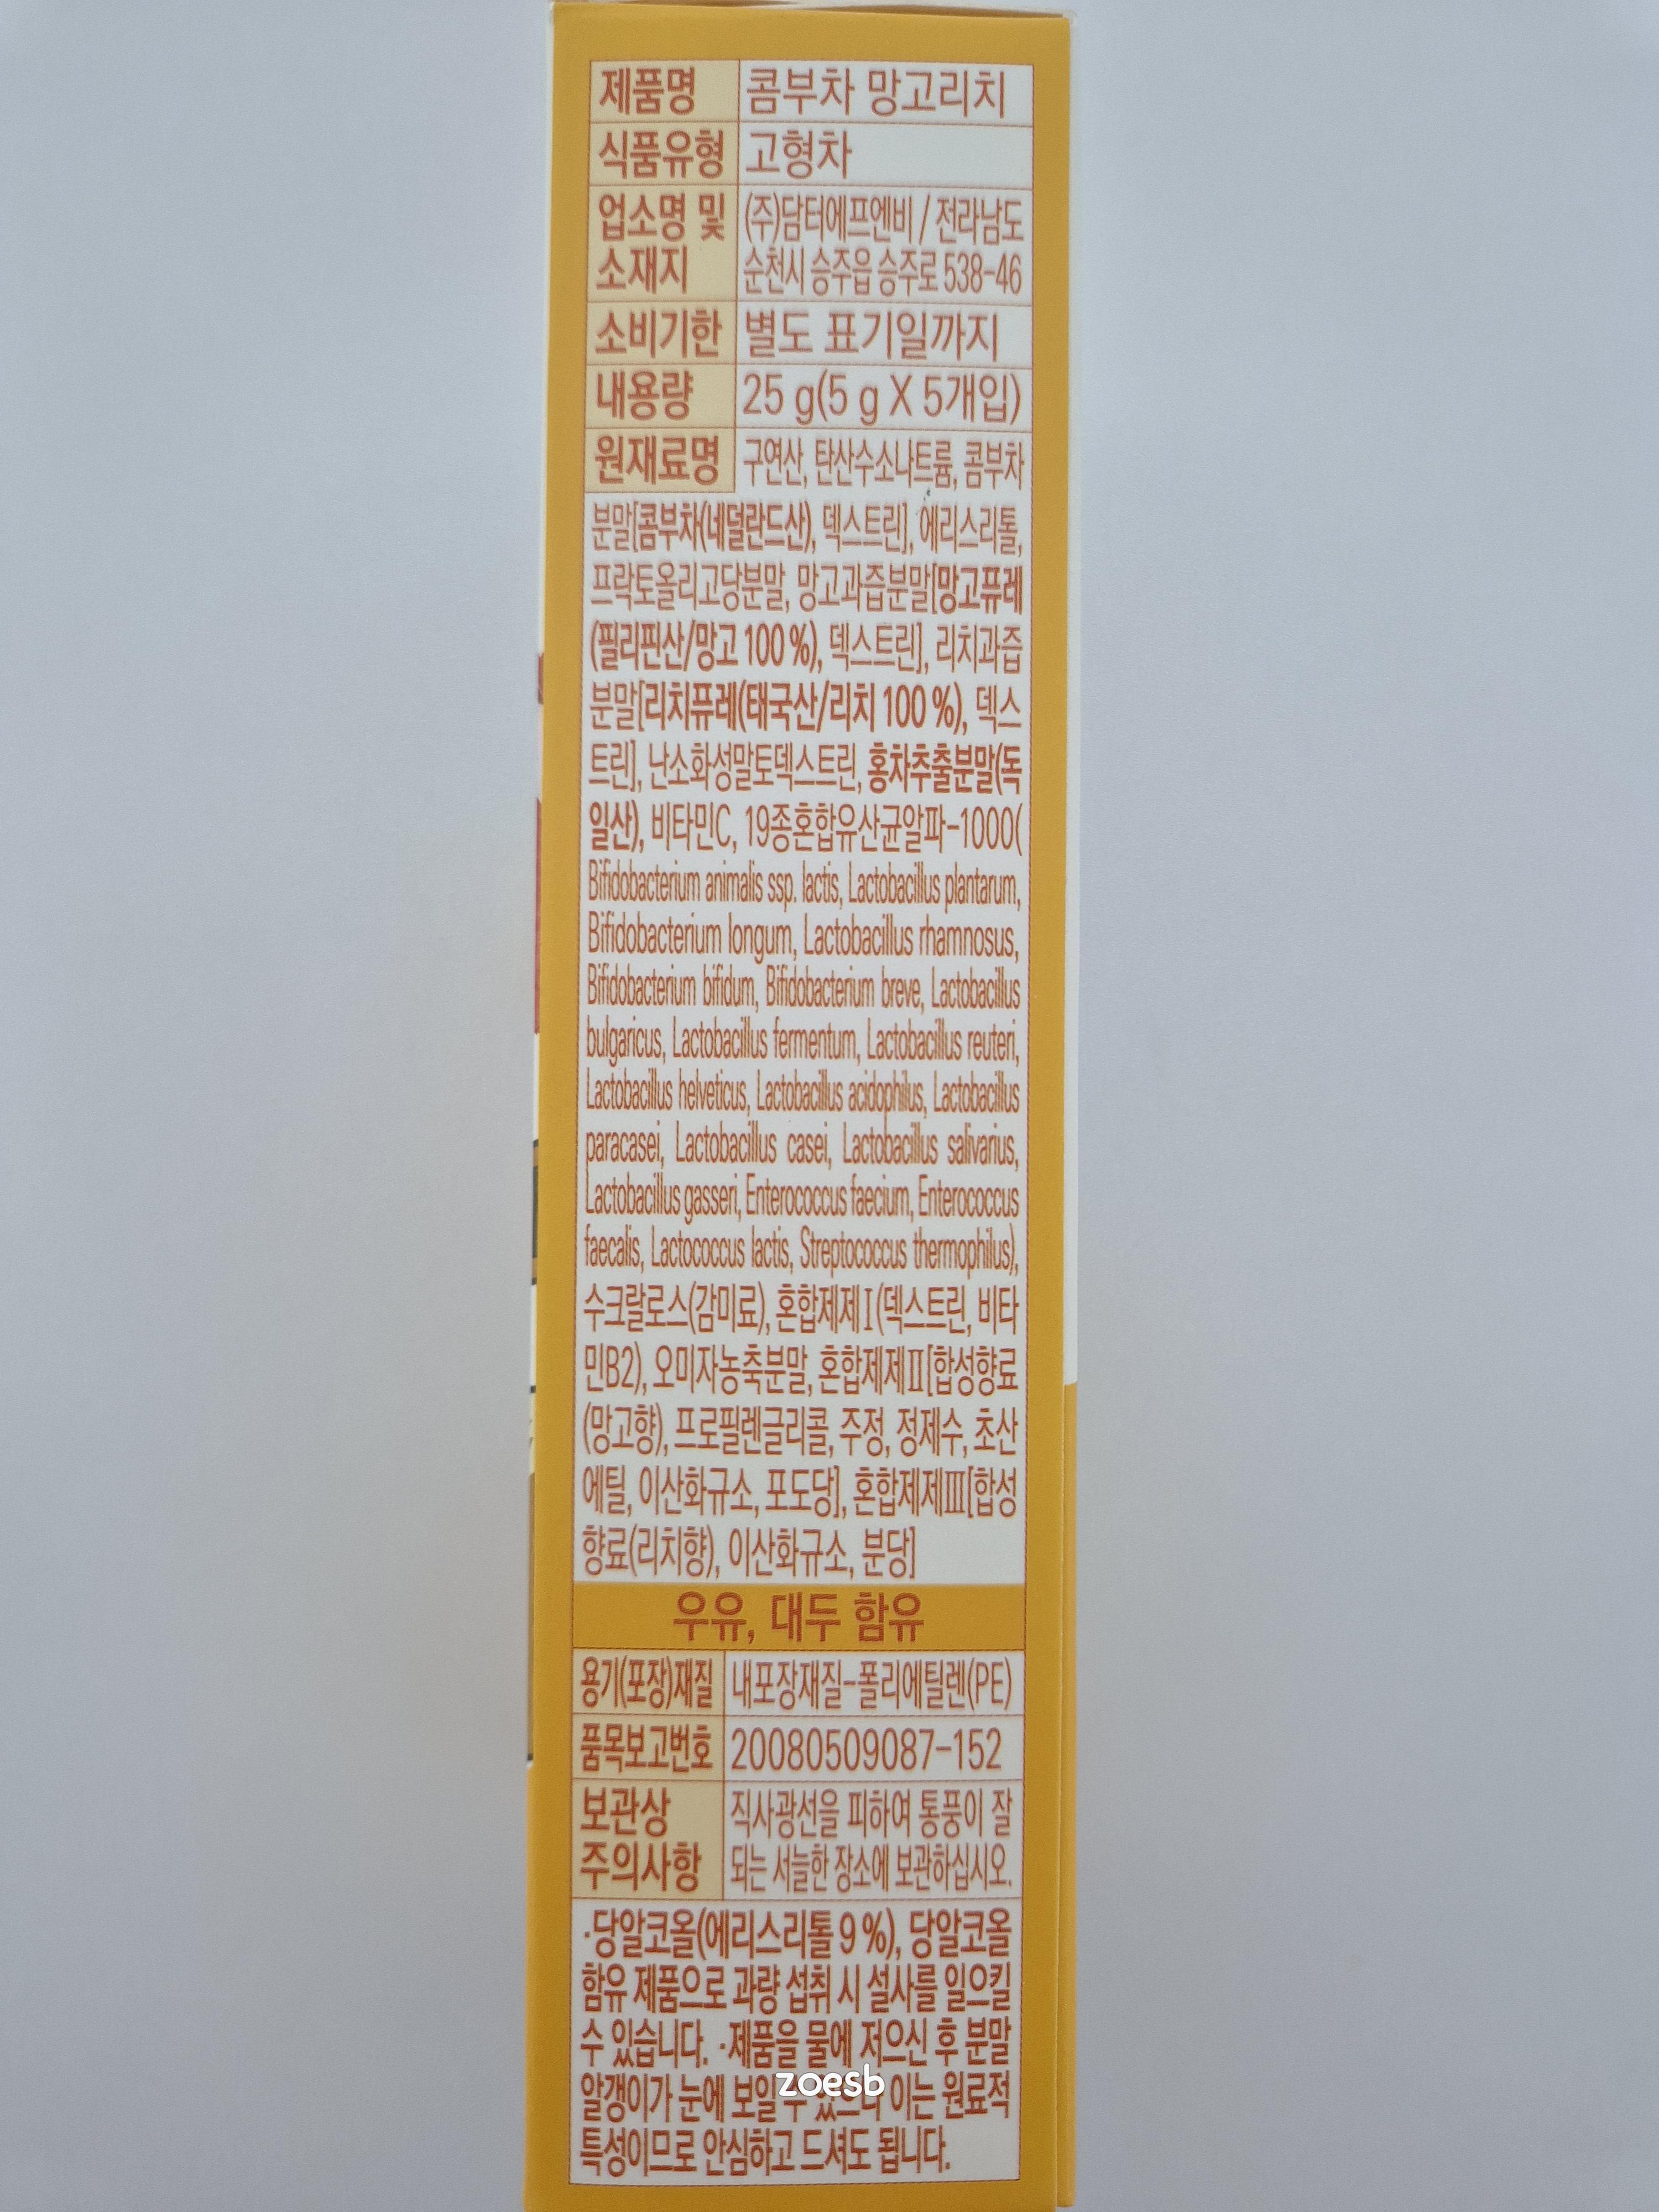 제품명 콤부차 망고리치
식품유형 고형차
업소명 및 소재지 (주)담터에프엔비 / 전라남도
순천시 승주읍 승주로 538-46
소비기한 별도 표기일까지
내용량 25 g(5 g X 5개입)
원재료명 구연산, 탄산수소나트륨, 콤부차
분말[콤부차(네덜란드산), 덱스트린], 에리스리톨,
프락토올리고당분말, 망고과즙분말[망고퓨레
(필리핀산/망고 100 %), 덱스트린], 리치과즙
분말[리치퓨레(태국산/리치 100 %), 덱스
트린], 난소화성말토덱스트린, 홍차추출분말(독
일산), 비타민C, 19종혼합유산균알파-1000(
Bifidobacterium animalis ssp. lactis, Lactobacillus plantarum,
Bifidobacterium longum, Lactobacillus rhamnosus,
Bifidobacterium bifidum, Bifidobacterium breve, Lactobacillus
bulgaricus, Lactobacillus fermentum, Lactobacillus reuteri,
Lactobacillus helveticus, Lactobacillus acidophilus, Lactobacillus
paracasei, Lactobacillus casei, Lactobacillus salivarius,
Lactobacillus gasseri, Enterococcus faecium, Enterococcus
faecalis, Lactococcus lactis, Streptococcus thermophilus),
수크랄로스(감미료), 혼합제제Ⅰ(덱스트린, 비타
민B2), 오미자농축분말, 혼합제제Ⅱ[합성향료
(망고향), 프로필렌글리콜, 주정, 정제수, 초산
에틸, 이산화규소, 포도당], 혼합제제Ⅲ[합성
향료(리치향), 이산화규소, 분당]
우유, 대두 함유
용기(포장)재질 내포장재질-폴리에틸렌(PE)
품목보고번호 20080509087-152
보관상 주의사항 직사광선을 피하여 통풍이 잘
되는 서늘한 장소에 보관하십시오.
·당알코올(에리스리톨 9 %), 당알코올
함유 제품으로 과량 섭취 시 설사를 일으킬
수 있습니다. ·제품을 물에 저으신 후 분말
알갱이가 눈에 보일 수 있으나 이는 원료적
특성이므로 안심하고 드셔도 됩니다.
zoesb